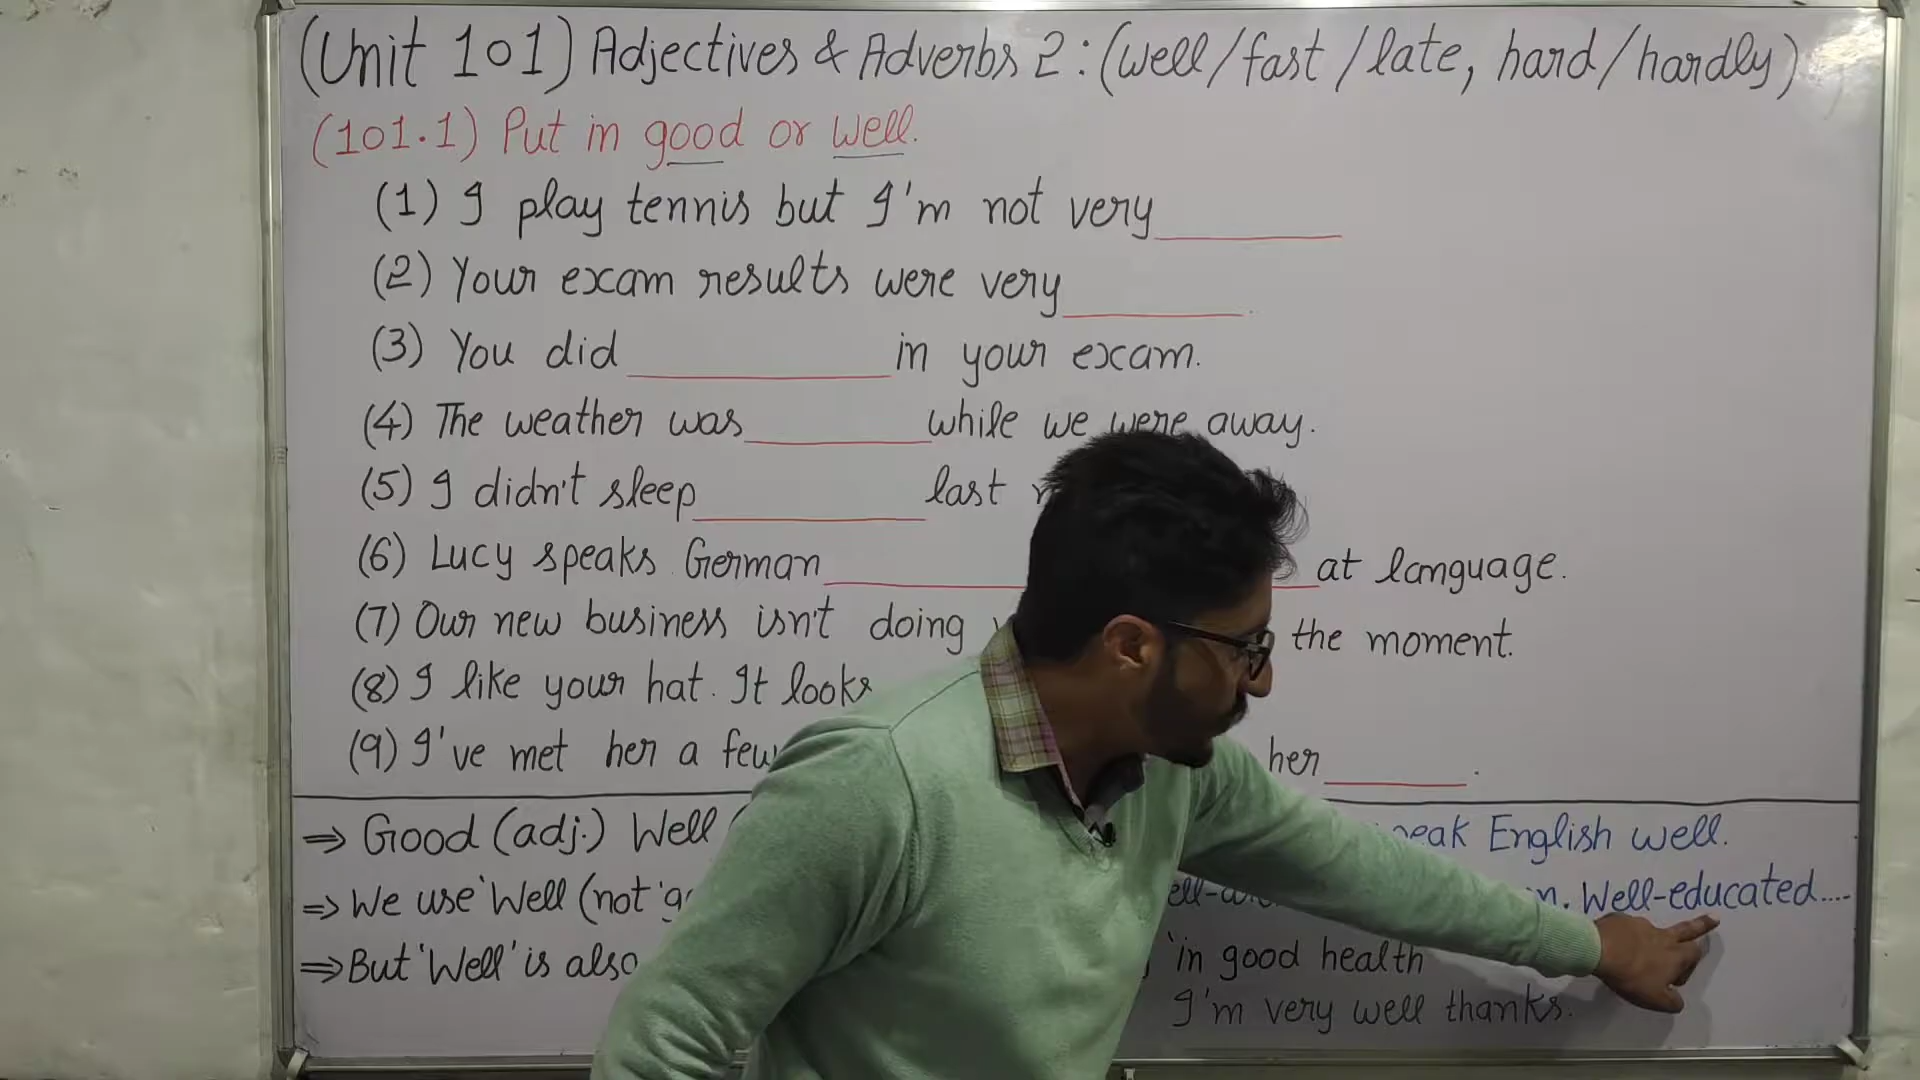 (Unit 101) Adjectives & Adverbs 2: (well/fast/late, hard/hardly)
(101.1) Put in good or well.
(1) I play tennis but I'm not very
(2) Your exam results were very .
(3) You did in your exam.
(4) The weather was while we were away.
(5) I didn't sleep last
(6) Lucy speaks German at language.
(7) Our new business isn't doing the moment.
(8) I like your hat. It looks
(9) I've met her a few her .
⇒ Good (adj.) Well ( English well.
⇒ We use 'Well (not Well-educated....
⇒ But 'Well' is also 'in good health
I'm very well thanks.